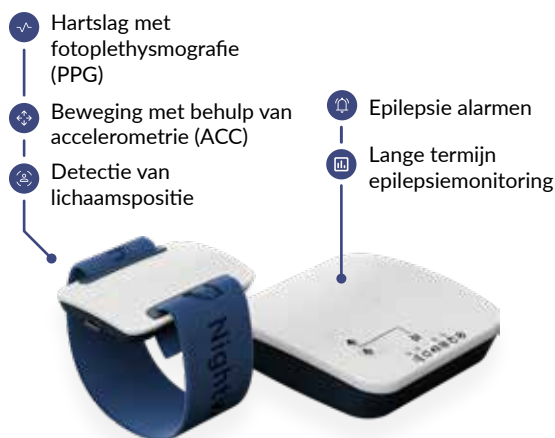 Hartslag met
fotoplethysmografie
(PPG)
Beweging met behulp van
accelerometrie (ACC)
Detectie van
lichaamspositie
Epilepsie alarmen
Lange termijn
epilepsiemonitoring